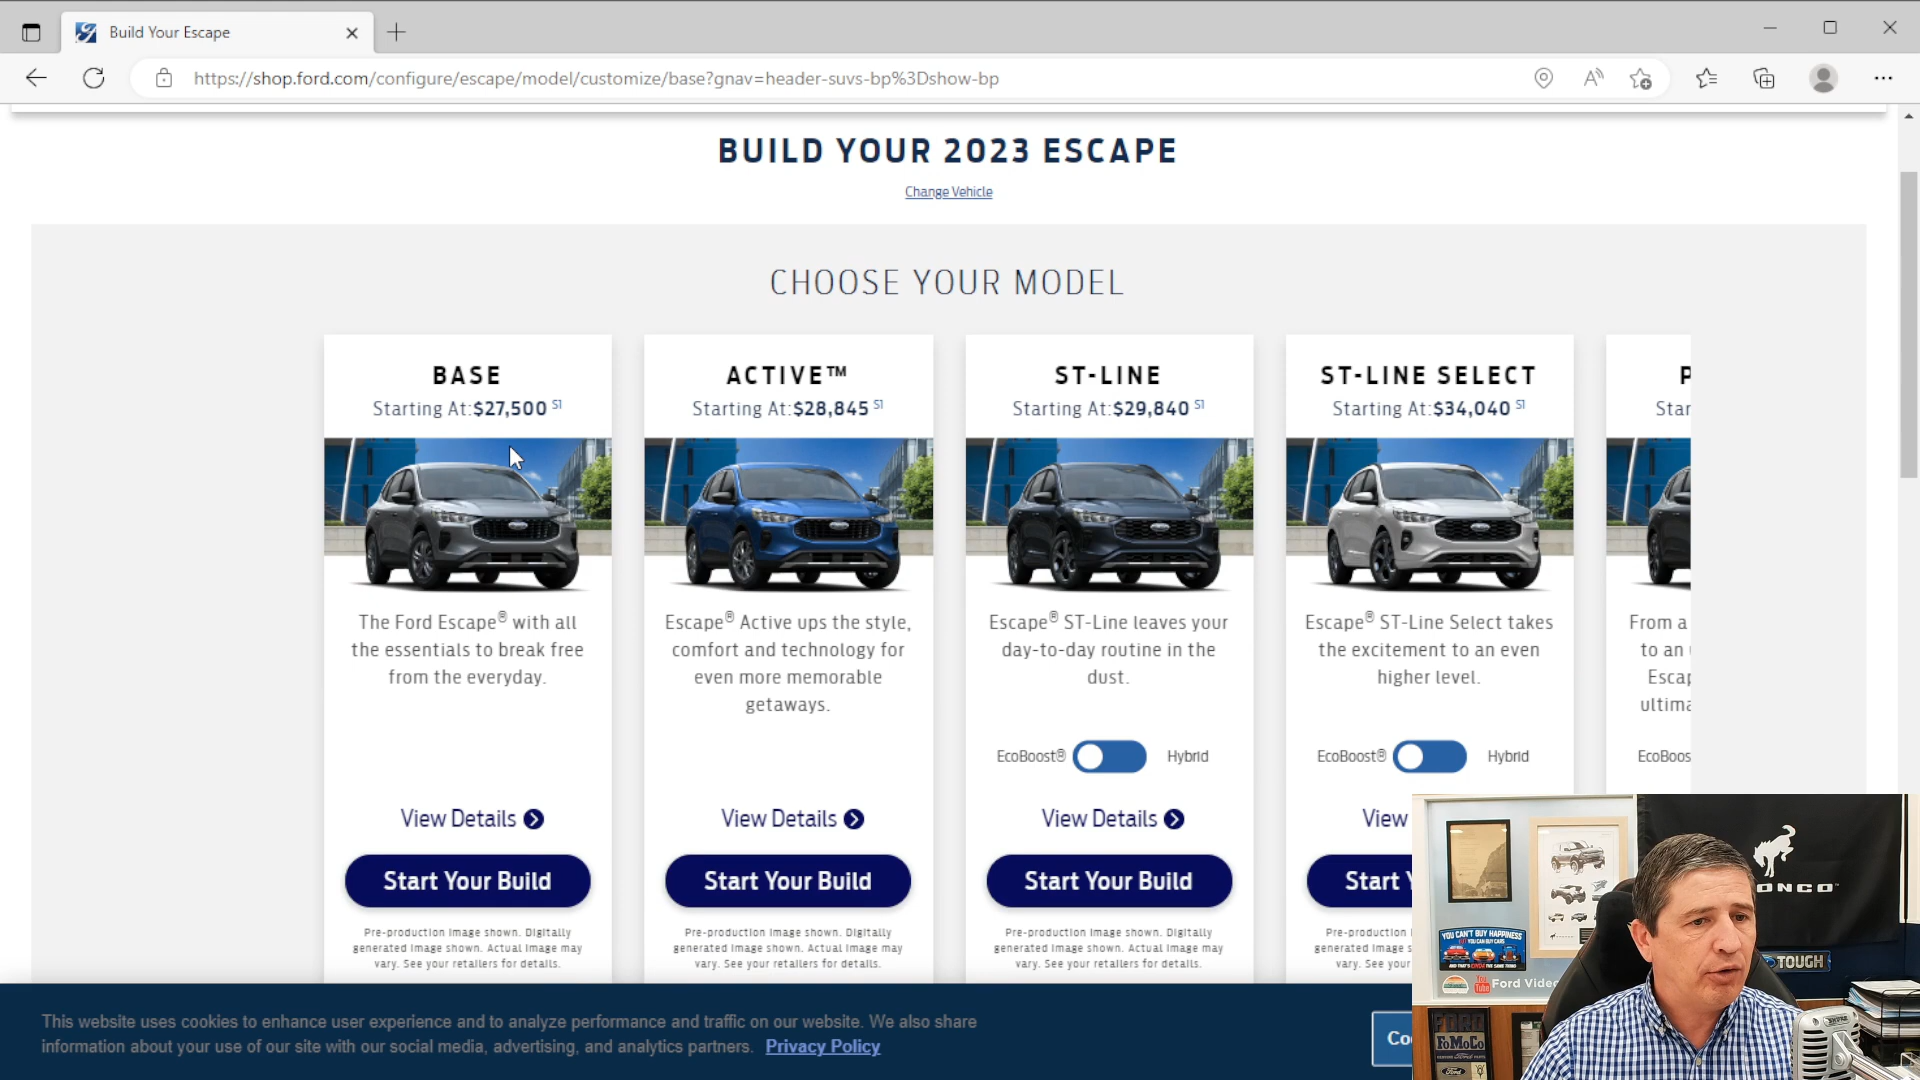 Build Your Escape
https://shop.ford.com/configure/escape/model/customize/base?gnav=header-suvs-bp%3Dshow-bp
BUILD YOUR 2023 ESCAPE
Change Vehicle
CHOOSE YOUR MODEL
BASE
Starting At:$27,500 S1
The Ford Escape® with all
the essentials to break free
from the everyday.
View Details
Start Your Build
Pre-production image shown. Digitally
generated image shown. Actual image may
vary. See your retailers for details.
ACTIVE™
Starting At:$28,845 S1
Escape® Active ups the style,
comfort and technology for
even more memorable
getaways.
View Details
Start Your Build
Pre-production image shown. Digitally
generated image shown. Actual image may
vary. See your retailers for details.
ST-LINE
Starting At:$29,840 S1
Escape® ST-Line leaves your
day-to-day routine in the
dust.
EcoBoost® Hybrid
View Details
Start Your Build
Pre-production image shown. Digitally
generated image shown. Actual image may
vary. See your retailers for details.
ST-LINE SELECT
Starting At:$34,040 S1
Escape® ST-Line Select takes
the excitement to an even
higher level.
EcoBoost® Hybrid
View
Start Y
Pre-production i
generated image s
vary. See your
P
Star
From a
to an
Escap
ultima
EcoBoos
This website uses cookies to enhance user experience and to analyze performance and traffic on our website. We also share
information about your use of our site with our social media, advertising, and analytics partners. Privacy Policy
Coo
ONCO
YOU CAN'T BUY HAPPINESS
BUT YOU CAN BUY CARS
AND THAT'S KINDA THE SAME THING
TOUGH
You Tube
Ford Video
FORD
FoMoCo
Ford
SHURE